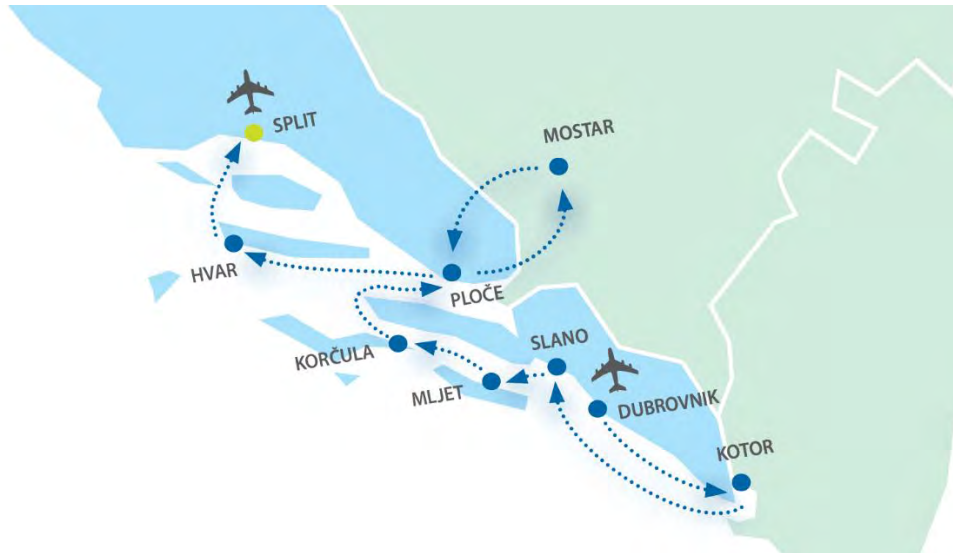 SPLIT
MOSTAR
HVAR
PLOČE
SLANO
KORČULA
MLJET
DUBROVNIK
KOTOR